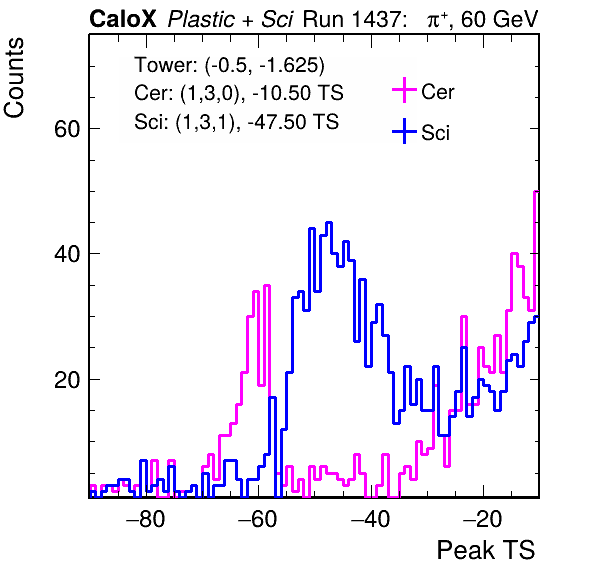 CaloX Plastic + Sci Run 1437: π⁺, 60 GeV
Counts
Tower: (-0.5, -1.625)
Cer: (1,3,0), -10.50 TS
Sci: (1,3,1), -47.50 TS
Cer
Sci
60
40
20
−80 −60 −40 −20
Peak TS